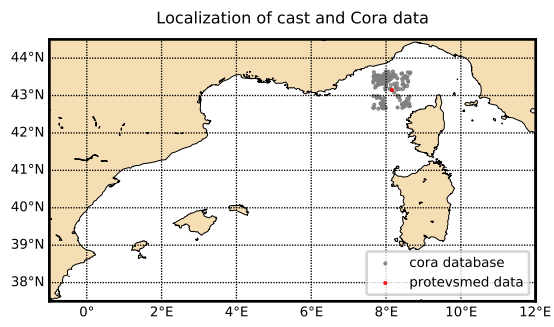 Localization of cast and Cora data
44°N
43°N
42°N
41°N
40°N
39°N
38°N
cora database
protevsmed data
0° 2°E 4°E 6°E 8°E 10°E 12°E